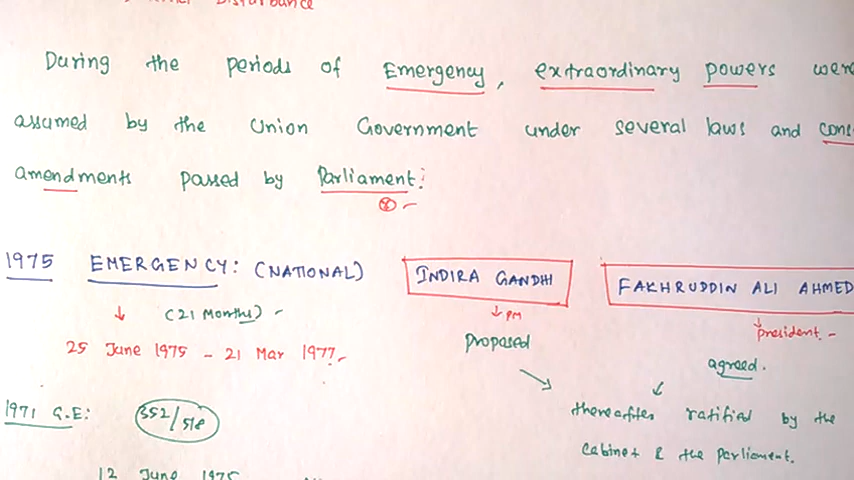 Disturbance
During the periods of Emergency, extraordinary powers were
assumed by the Union Government under several laws and cons
amendments passed by Parliament.
1975 EMERGENCY: (NATIONAL) INDIRA GANDHI FAKHRUDDIN ALI AHMED
(21 Months) PM president.
25 June 1975 - 21 Mar 1977 proposed agreed.
1971 G.E: 352/518 thereafter ratified by the
cabinet & the parliament.
12 June 1975